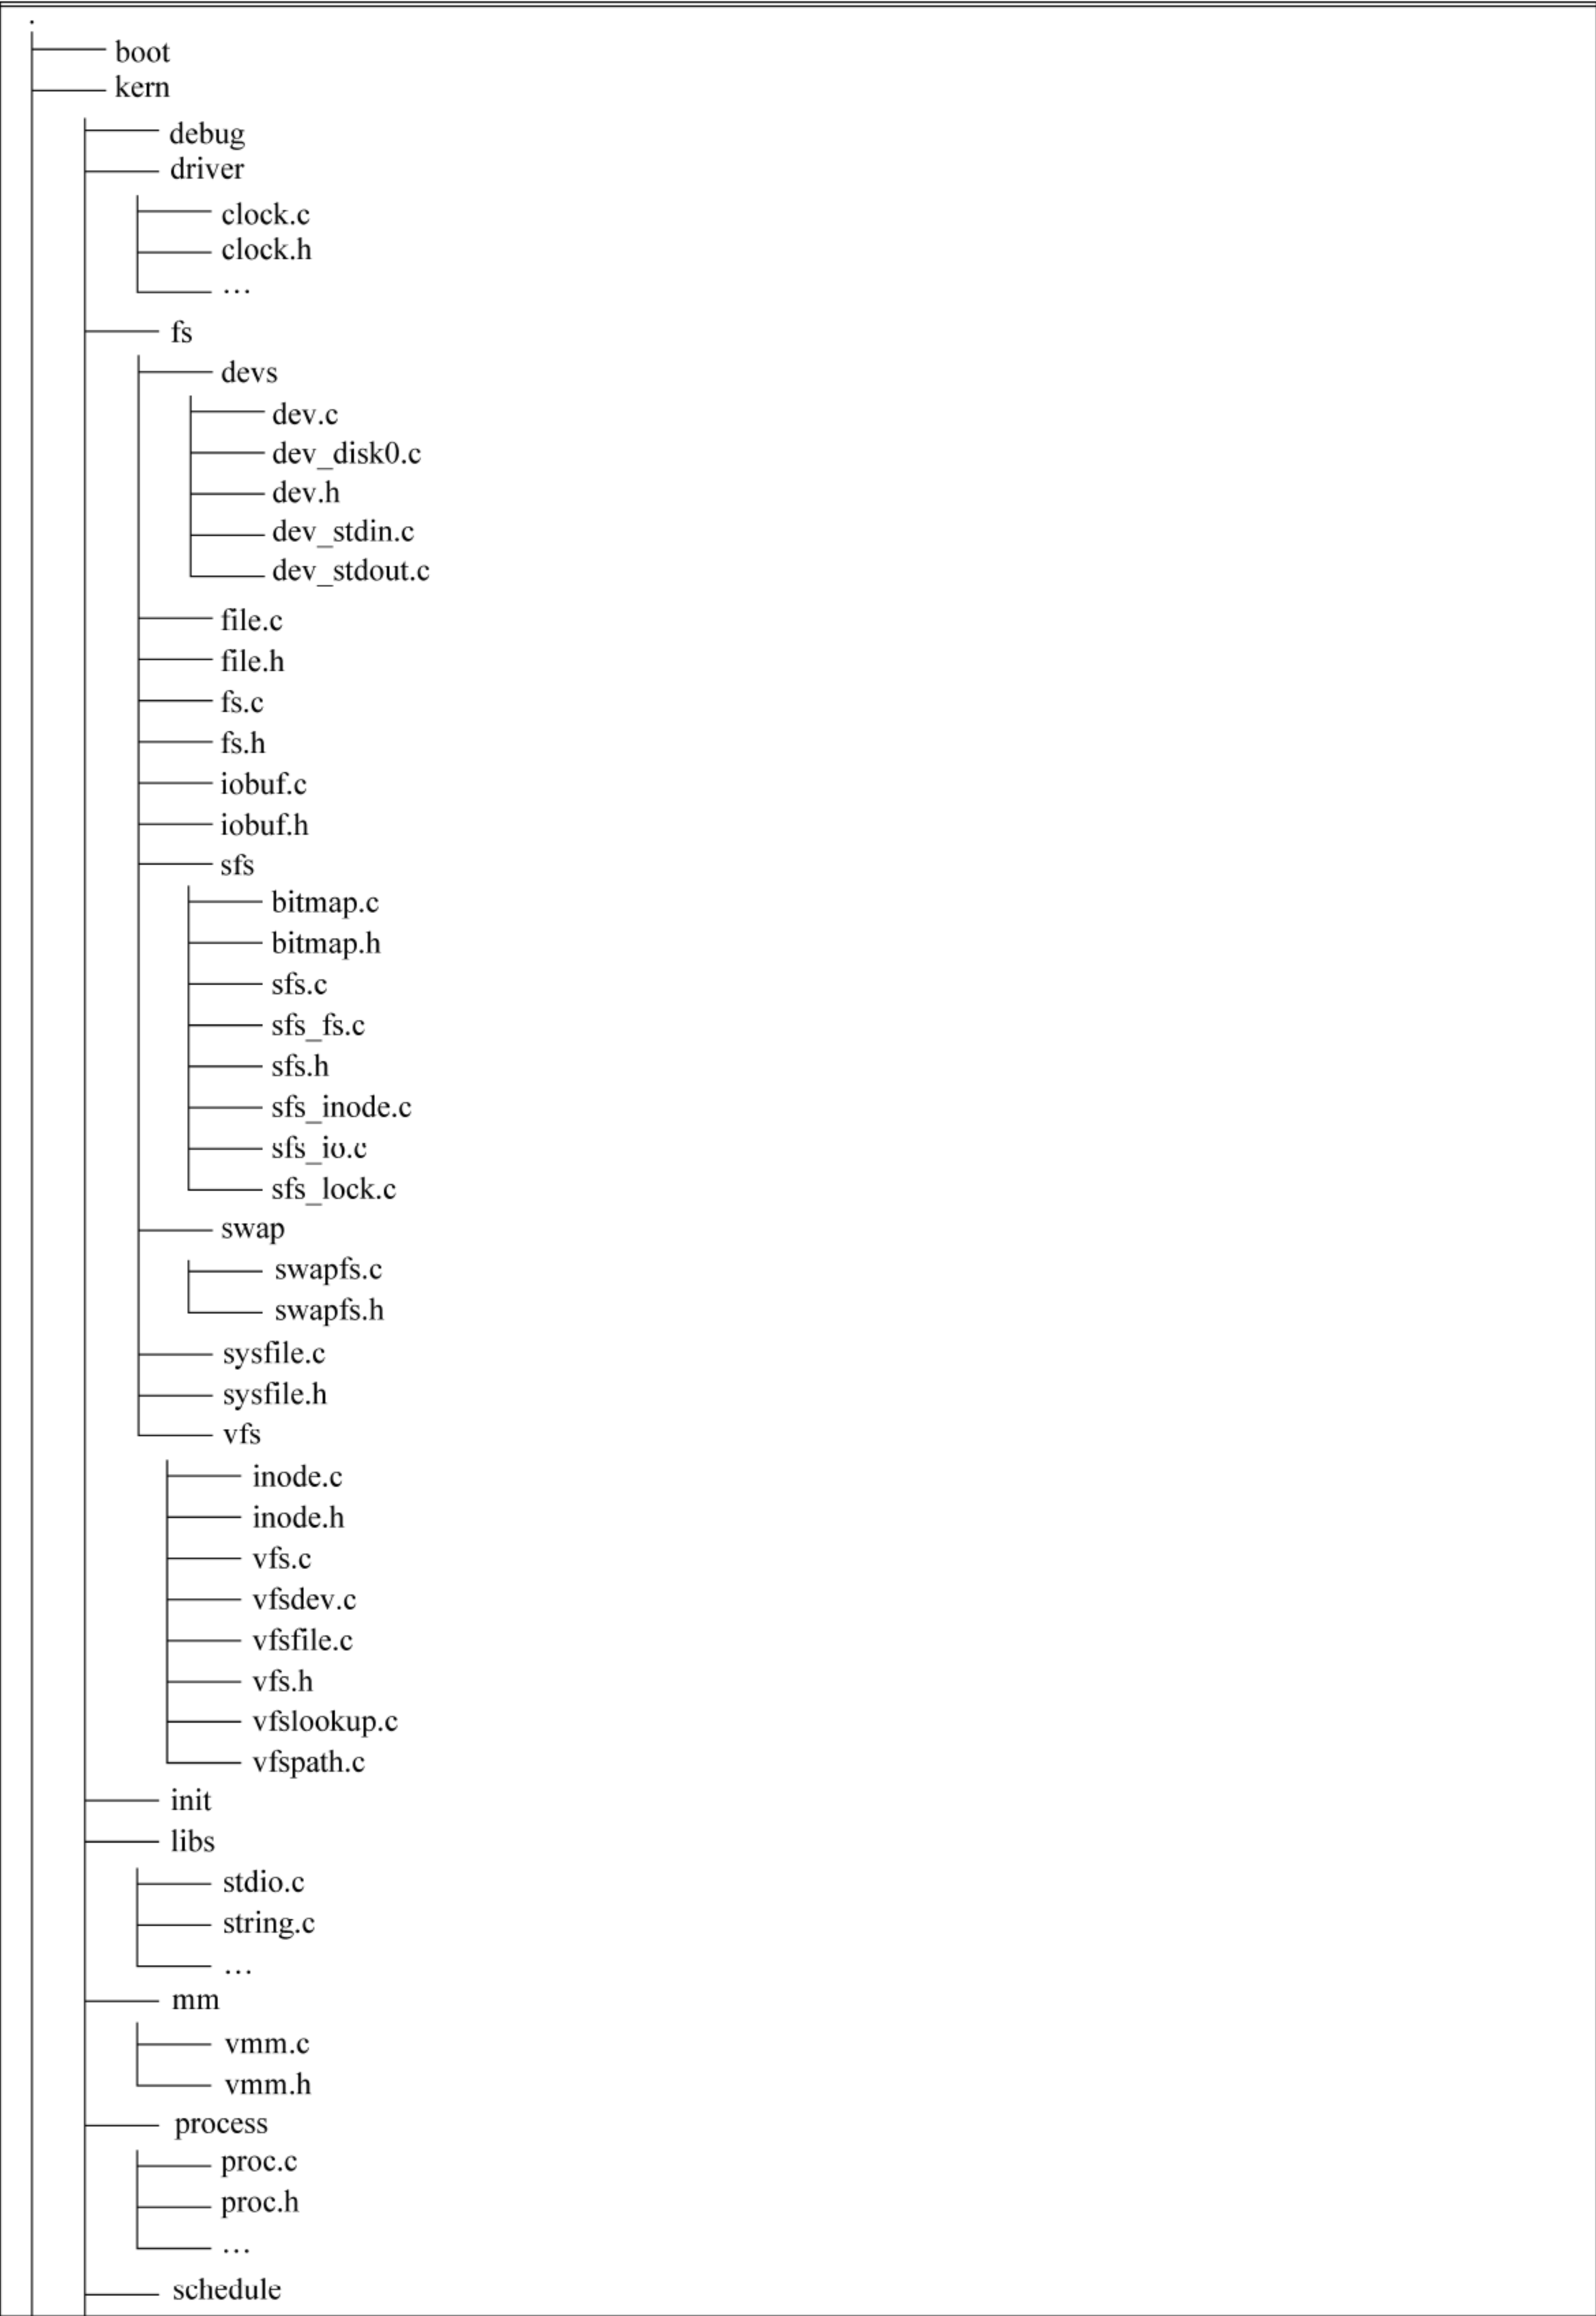 .
boot
kern
debug
driver
clock.c
clock.h
…
fs
devs
dev.c
dev_disk0.c
dev.h
dev_stdin.c
dev_stdout.c
file.c
file.h
fs.c
fs.h
iobuf.c
iobuf.h
sfs
bitmap.c
bitmap.h
sfs.c
sfs_fs.c
sfs.h
sfs_inode.c
sfs_io.c
sfs_lock.c
swap
swapfs.c
swapfs.h
sysfile.c
sysfile.h
vfs
inode.c
inode.h
vfs.c
vfsdev.c
vfsfile.c
vfs.h
vfslookup.c
vfspath.c
init
libs
stdio.c
string.c
…
mm
vmm.c
vmm.h
process
proc.c
proc.h
…
schedule